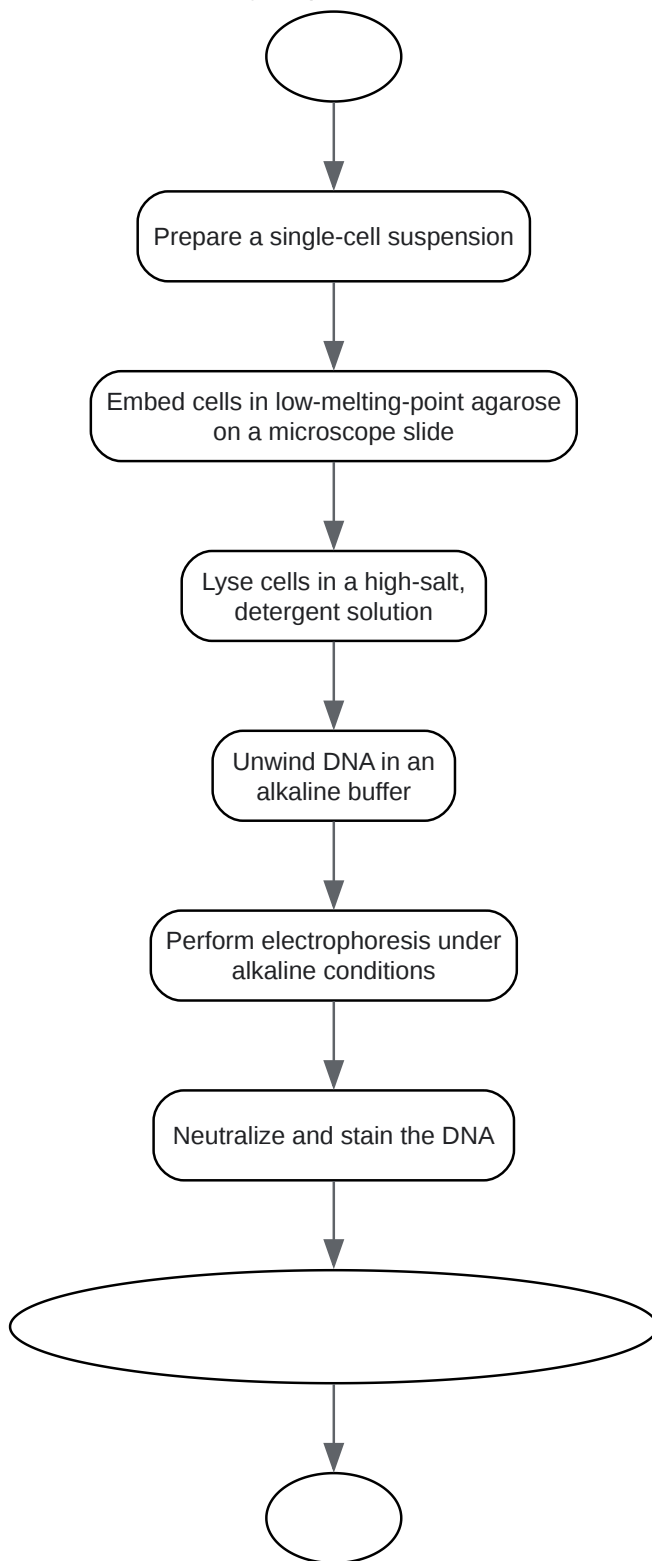 Prepare a single-cell suspension
Embed cells in low-melting-point agarose
on a microscope slide
Lyse cells in a high-salt,
detergent solution
Unwind DNA in an
alkaline buffer
Perform electrophoresis under
alkaline conditions
Neutralize and stain the DNA